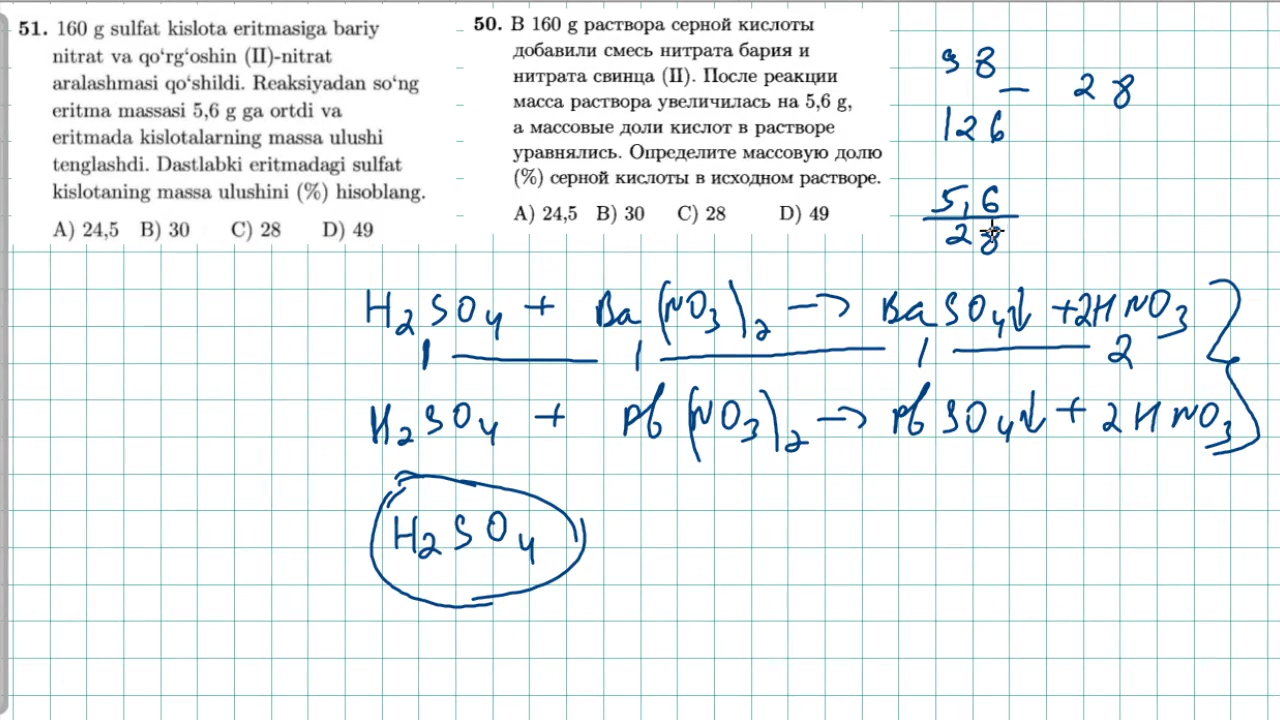 51. 160 g sulfat kislota eritmasiga bariy
nitrat va qo‘rg‘oshin (II)-nitrat
aralashmasi qo‘shildi. Reaksiyadan so‘ng
eritma massasi 5,6 g ga ortdi va
eritmada kislotalarning massa ulushi
tenglashdi. Dastlabki eritmadagi sulfat
kislotaning massa ulushini (%) hisoblang.
A) 24,5 B) 30 C) 28 D) 49
50. В 160 g раствора серной кислоты
добавили смесь нитрата бария и
нитрата свинца (II). После реакции
масса раствора увеличилась на 5,6 g,
а массовые доли кислот в растворе
уравнялись. Определите массовую долю
(%) серной кислоты в исходном растворе.
A) 24,5 B) 30 C) 28 D) 49
98 — 28
126
5,6
28
H2SO4 + Ba(NO3)2 → BaSO4↓ + 2HNO3
1 1 1 2
H2SO4 + Pb(NO3)2 → PbSO4↓ + 2HNO3
H2SO4